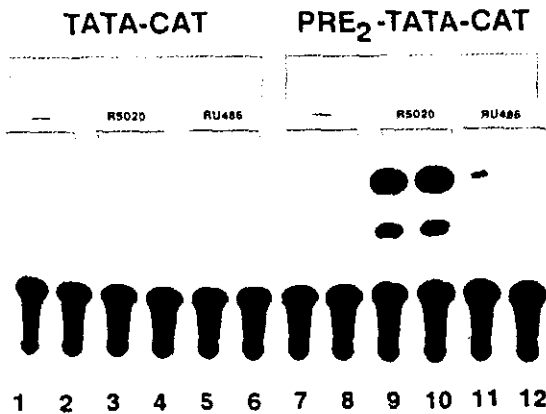 TATA-CAT PRE₂-TATA-CAT
— R5020 RU486 — R5020 RU486
1 2 3 4 5 6 7 8 9 10 11 12